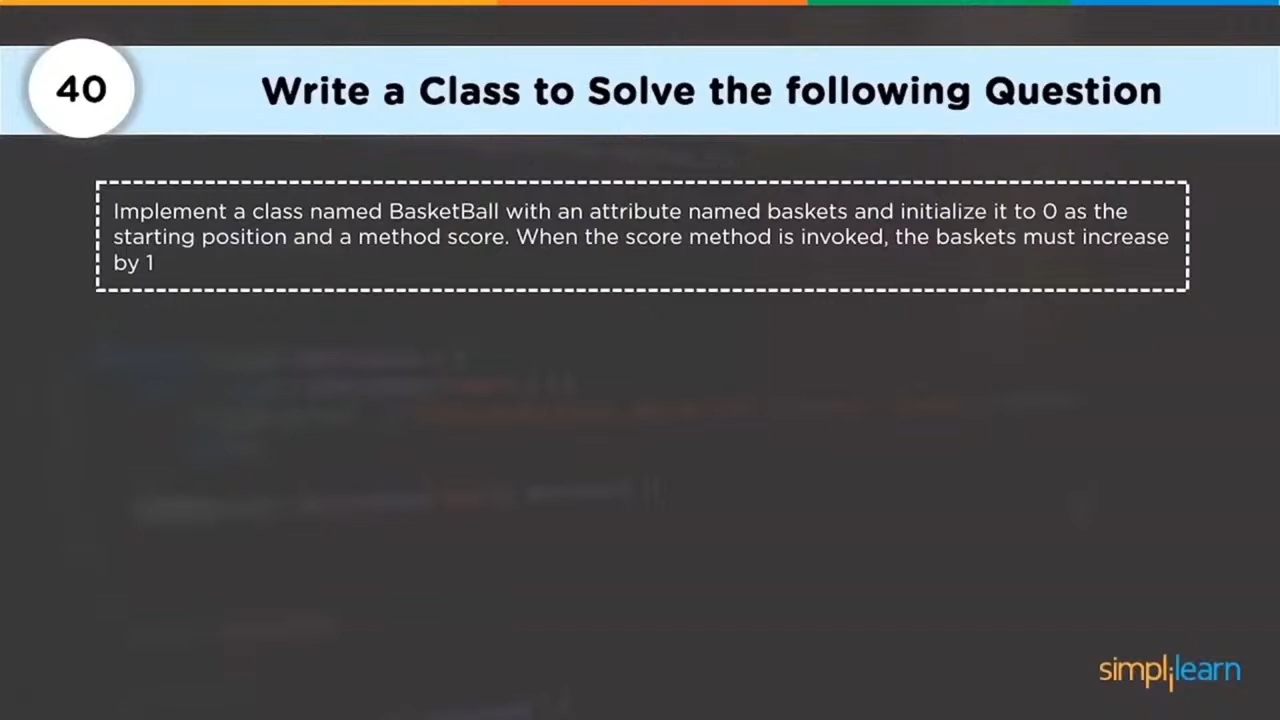 40
Write a Class to Solve the following Question
Implement a class named BasketBall with an attribute named baskets and initialize it to 0 as the
starting position and a method score. When the score method is invoked, the baskets must increase
by 1
simplilearn